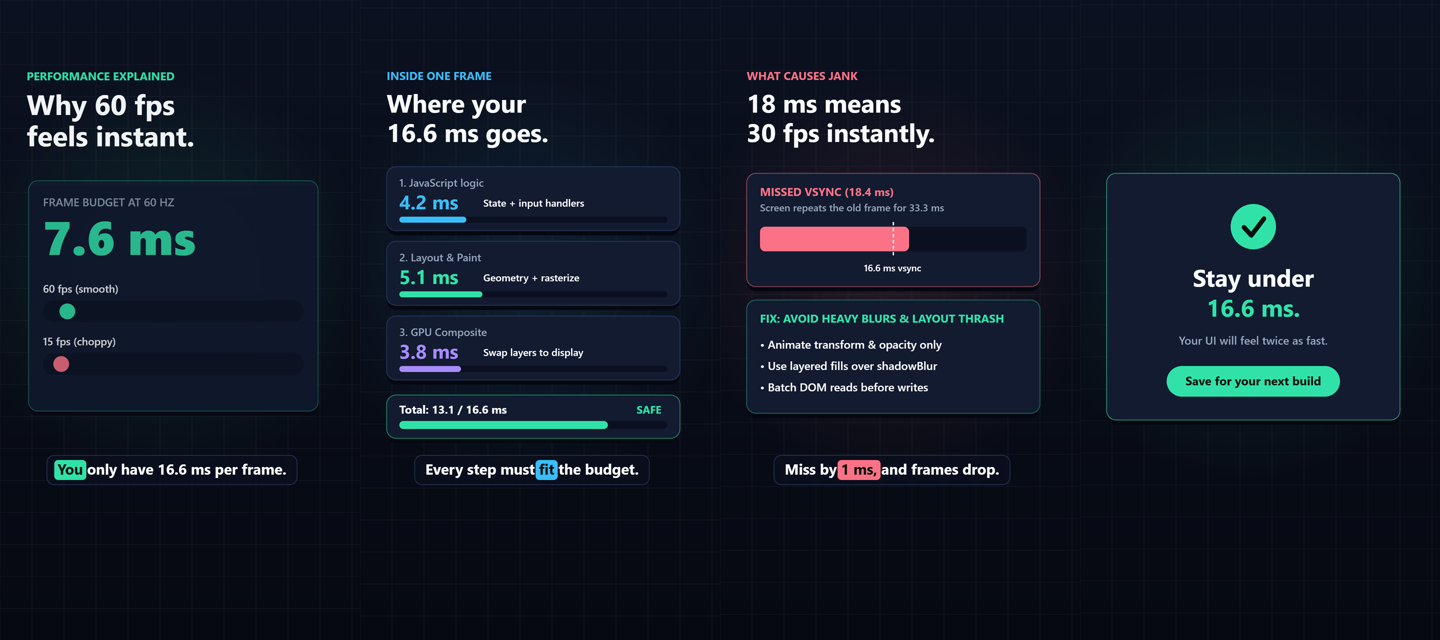 PERFORMANCE EXPLAINED
Why 60 fps
feels instant.
FRAME BUDGET AT 60 HZ
7.6 ms
60 fps (smooth)
15 fps (choppy)
You only have 16.6 ms per frame.
INSIDE ONE FRAME
Where your
16.6 ms goes.
1. JavaScript logic
4.2 ms State + input handlers
2. Layout & Paint
5.1 ms Geometry + rasterize
3. GPU Composite
3.8 ms Swap layers to display
Total: 13.1 / 16.6 ms SAFE
Every step must fit the budget.
WHAT CAUSES JANK
18 ms means
30 fps instantly.
MISSED VSYNC (18.4 ms)
Screen repeats the old frame for 33.3 ms
16.6 ms vsync
FIX: AVOID HEAVY BLURS & LAYOUT THRASH
• Animate transform & opacity only
• Use layered fills over shadowBlur
• Batch DOM reads before writes
Miss by 1 ms, and frames drop.
Stay under
16.6 ms.
Your UI will feel twice as fast.
Save for your next build